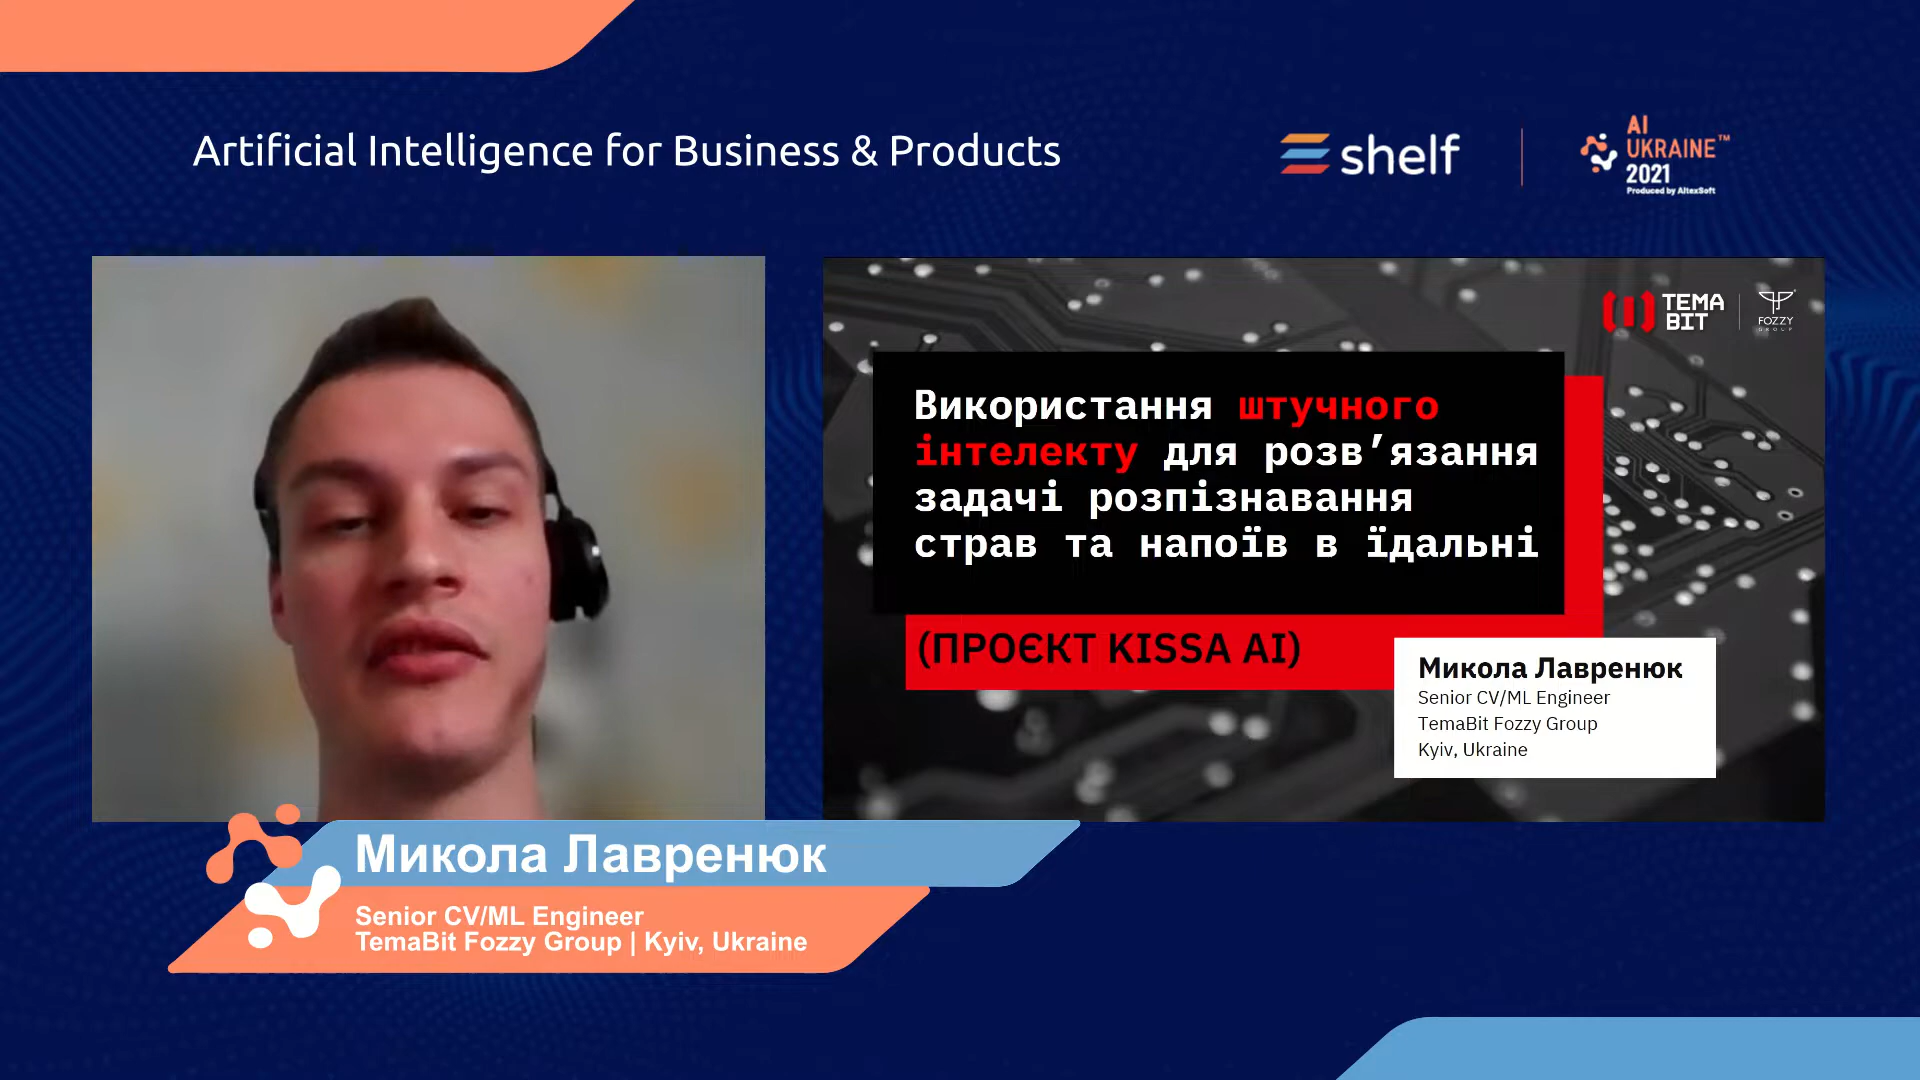 Artificial Intelligence for Business & Products
shelf
AI
UKRAINE™
2021
Produced by AltexSoft
ТЕМА
BIT
FOZZY
GROUP
Використання штучного
інтелекту для розв’язання
задачі розпізнавання
страв та напоїв в їдальні
(ПРОЄКТ KISSA AI)
Микола Лавренюк
Senior CV/ML Engineer
TemaBit Fozzy Group
Kyiv, Ukraine
Микола Лавренюк
Senior CV/ML Engineer
TemaBit Fozzy Group | Kyiv, Ukraine